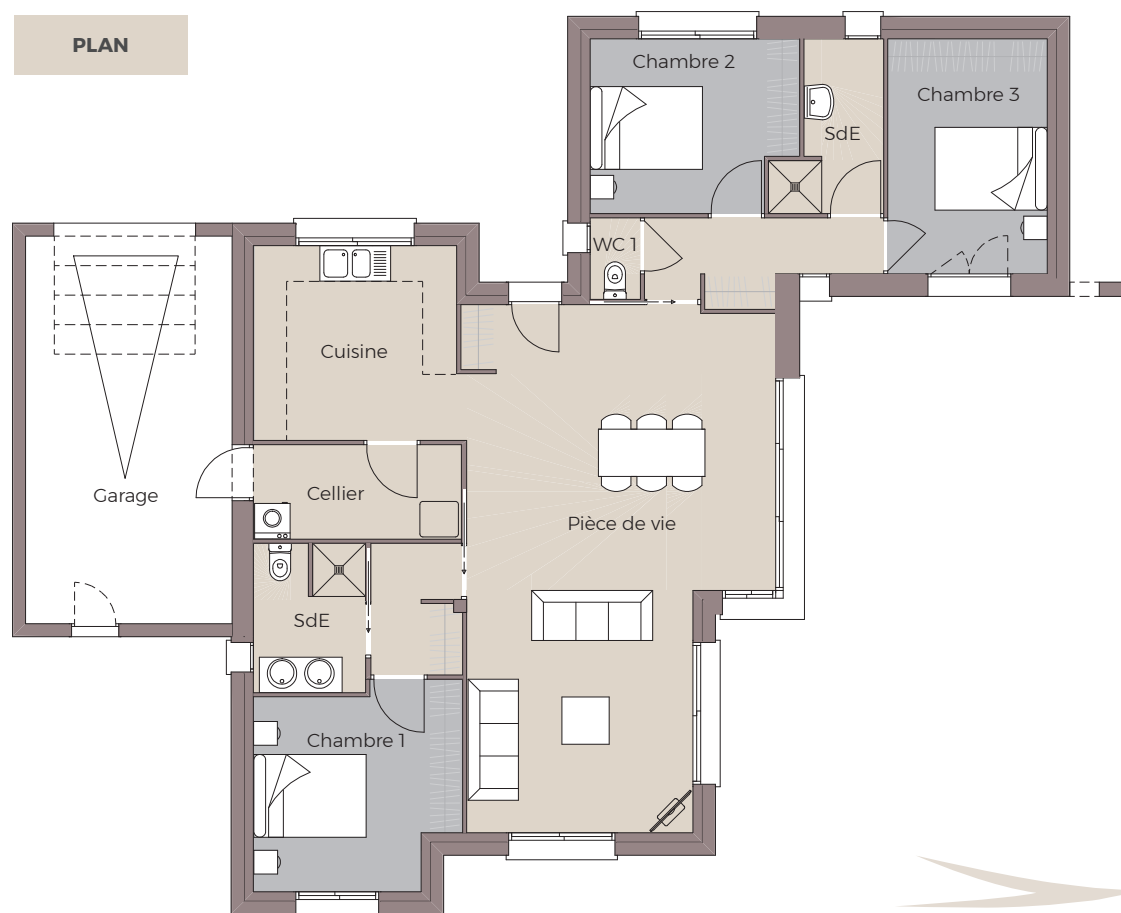 PLAN
Chambre 2
Chambre 3
SdE
WC 1
Cuisine
Garage
Cellier
Pièce de vie
SdE
Chambre 1